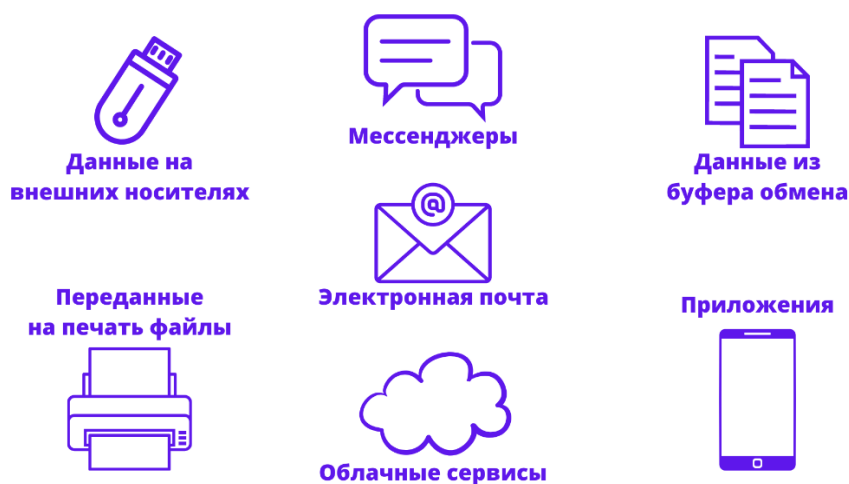 Мессенджеры
Данные на
внешних носителях
Данные из
буфера обмена
Переданные
на печать файлы
Электронная почта
Приложения
Облачные сервисы
@